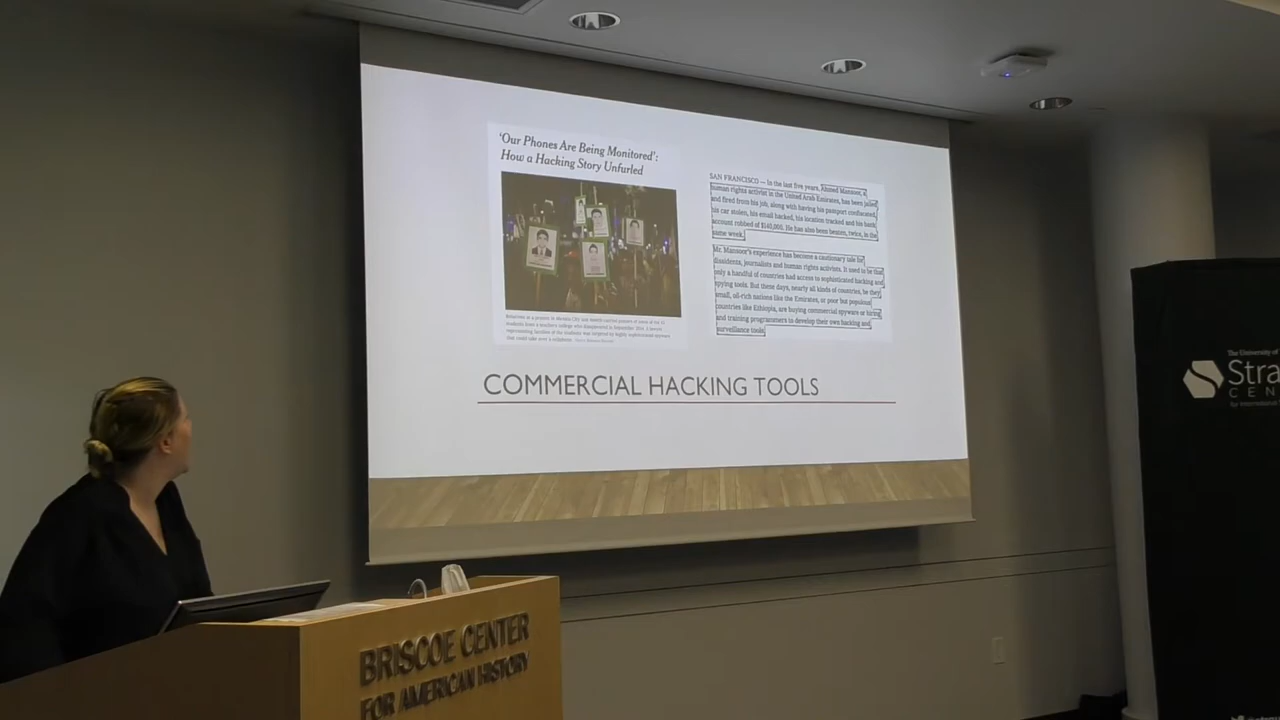 'Our Phones Are Being Monitored':
How a Hacking Story Unfurled
SAN FRANCISCO — In the last five years, Ahmed Mansoor, a
human rights activist in the United Arab Emirates, has been jailed
and fired from his job, along with having his passport confiscated,
his car stolen, his email hacked, his location tracked and his bank
account robbed of $140,000. He has also been beaten, twice, in the
same week.
Mr. Mansoor's experience has become a cautionary tale for
dissidents, journalists and human rights activists. It used to be that
only a handful of countries had access to sophisticated hacking and
spying tools. But these days, nearly all kinds of countries, be they
small, oil-rich nations like the Emirates, or poor but populous
countries like Ethiopia, are buying commercial spyware or hiring
and training programmers to develop their own hacking and
surveillance tools.
COMMERCIAL HACKING TOOLS
The University of
Stra
CEN
for Internation
BRISCOE CENTER
FOR AMERICAN HISTORY